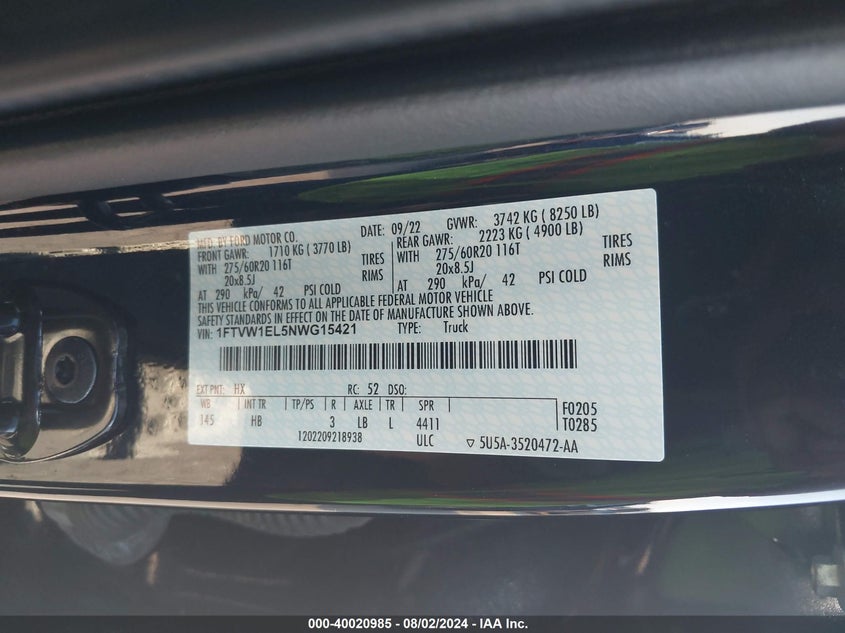 MFD. BY FORD MOTOR CO. DATE: 09/22 GVWR: 3742 KG ( 8250 LB)
FRONT GAWR: 1710 KG ( 3770 LB) REAR GAWR: 2223 KG ( 4900 LB)
WITH 275/60R20 116T TIRES WITH 275/60R20 116T TIRES
20x8.5J RIMS 20x8.5J RIMS
AT 290 kPa/ 42 PSI COLD AT 290 kPa/ 42 PSI COLD
THIS VEHICLE CONFORMS TO ALL APPLICABLE FEDERAL MOTOR VEHICLE
SAFETY STANDARDS IN EFFECT ON THE DATE OF MANUFACTURE SHOWN ABOVE.
VIN: 1FTVW1EL5NWG15421 TYPE: Truck
EXT PNT: HX RC: 52 DSO:
WB INT TR TP/PS R AXLE TR SPR F0205
145 HB 3 LB L 4411 T0285
1202209218938 ULC ▽ 5U5A-3520472-AA
000-40020985 - 08/02/2024 - IAA Inc.